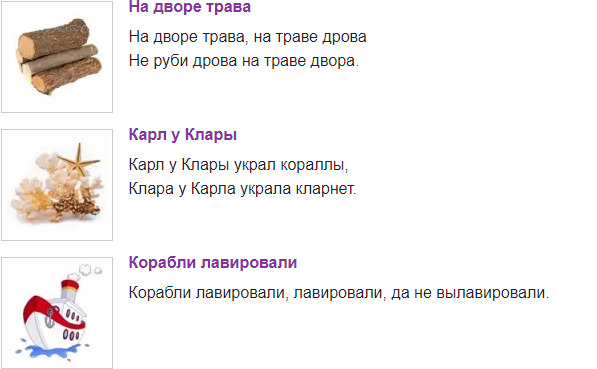 На дворе трава
На дворе трава, на траве дрова
Не руби дрова на траве двора.
Карл у Клары
Карл у Клары украл кораллы,
Клара у Карла украла кларнет.
Корабли лавировали
Корабли лавировали, лавировали, да не вылавировали.